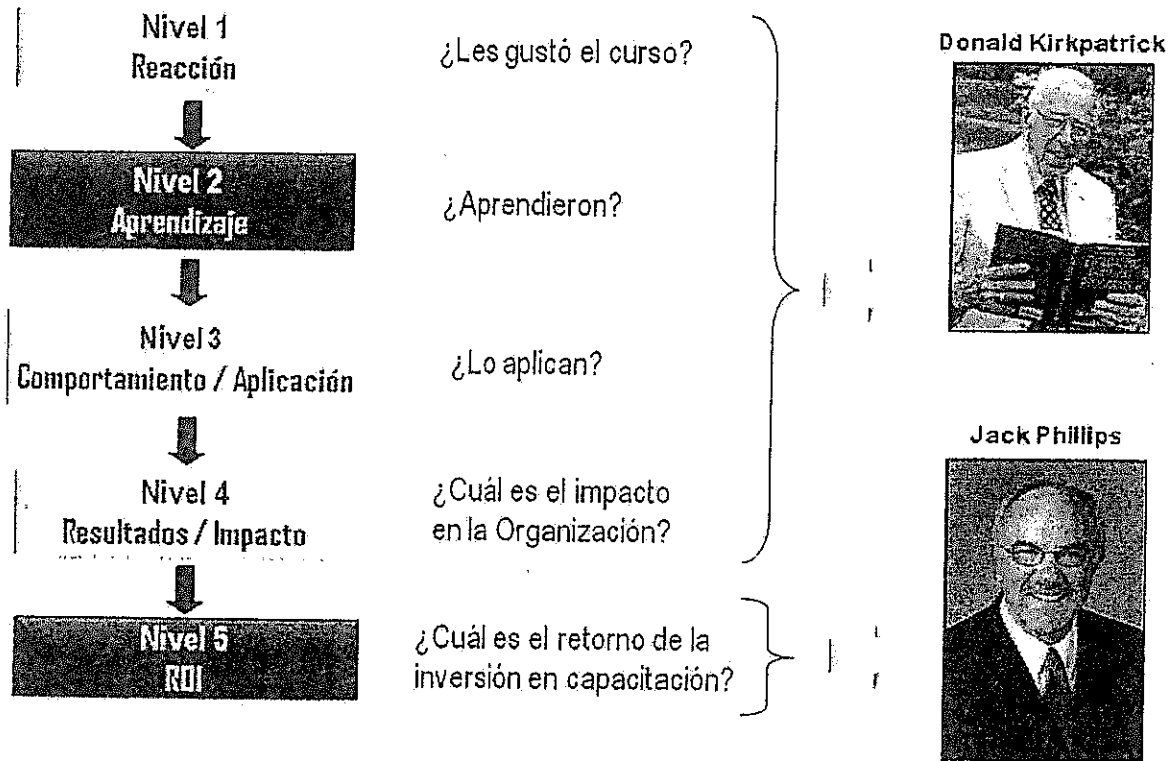 Nivel 1
Reacción
¿Les gustó el curso?
Donald Kirkpatrick
Nivel 2
Aprendizaje
¿Aprendieron?
Nivel 3
Comportamiento / Aplicación
¿Lo aplican?
Jack Phillips
Nivel 4
Resultados / Impacto
¿Cuál es el impacto
en la Organización?
Nivel 5
ROI
¿Cuál es el retorno de la
inversión en capacitación?